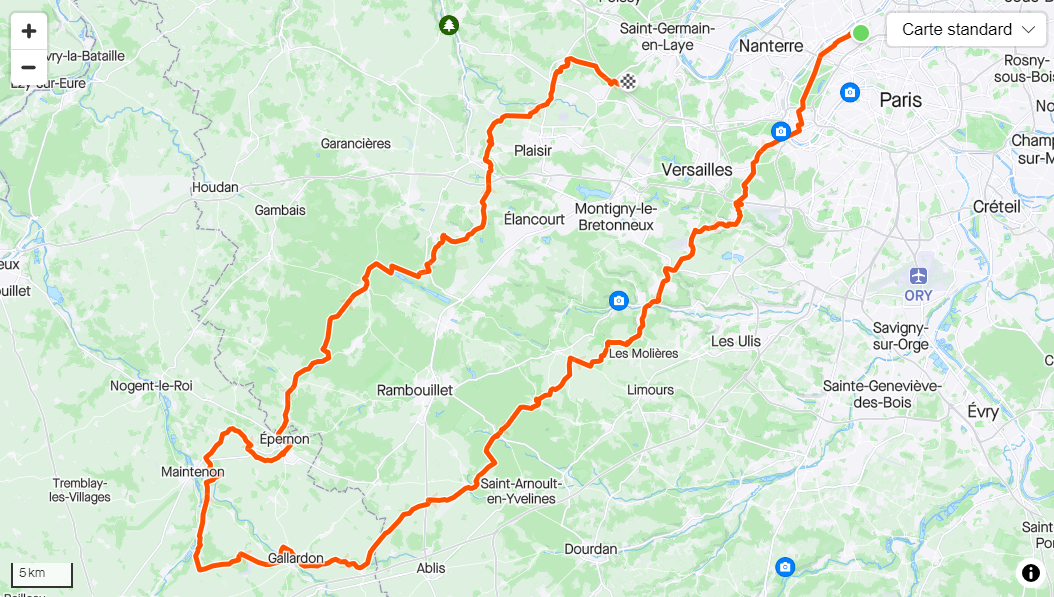 Saint-Germain-
en-Laye
Nanterre
Carte standard
Rosny-
sous-Bois
Paris
Garancières
Plaisir
Versailles
Houdan
Gambais
Élancourt
Montigny-le-
Bretonneux
Créteil
ORY
Savigny-
sur-Orge
Les Ulis
Les Molières
Nogent-le-Roi
Rambouillet
Limours
Sainte-Geneviève-
des-Bois
Évry
Épernon
Maintenon
Tremblay-
les-Villages
Saint-Arnoult-
en-Yvelines
Gallardon
Ablis
Dourdan
5 km